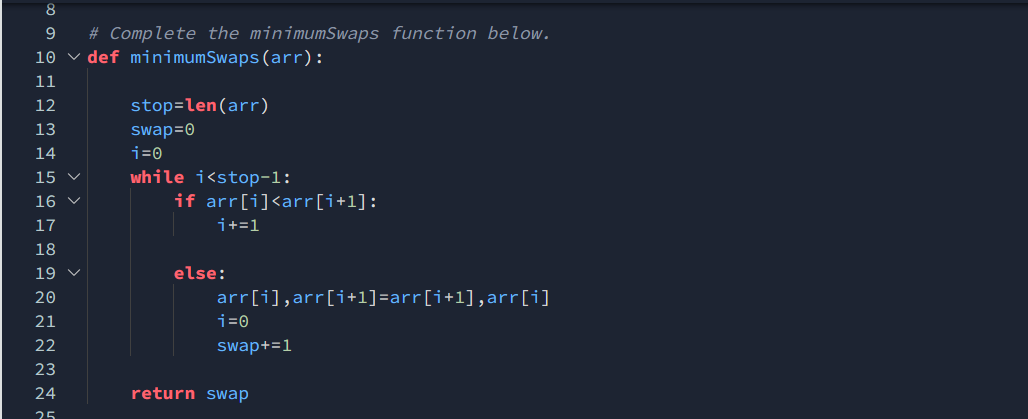 8
9 # Complete the minimumSwaps function below.
10 def minimumSwaps(arr):
11
12 stop=len(arr)
13 swap=0
14 i=0
15 while i<stop-1:
16 if arr[i]<arr[i+1]:
17 i+=1
18
19 else:
20 arr[i],arr[i+1]=arr[i+1],arr[i]
21 i=0
22 swap+=1
23
24 return swap
25